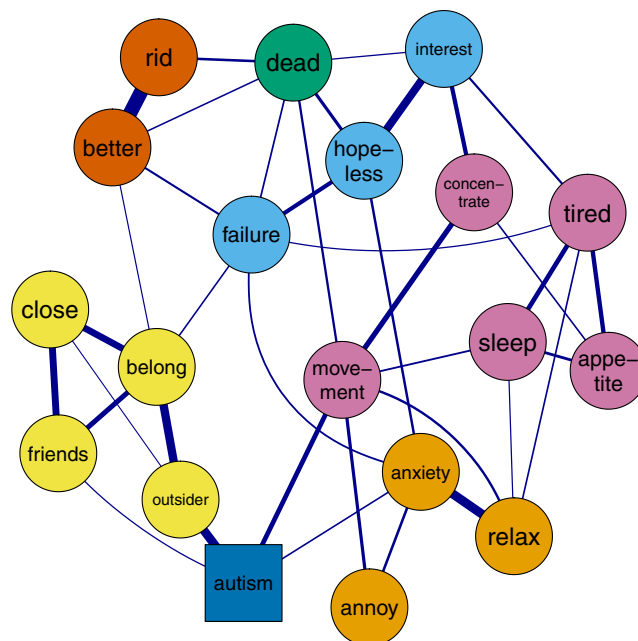 rid
dead
interest
better
hope–
less
concen–
trate
tired
failure
close
belong
sleep
move–
ment
appe–
tite
friends
outsider
anxiety
relax
autism
annoy